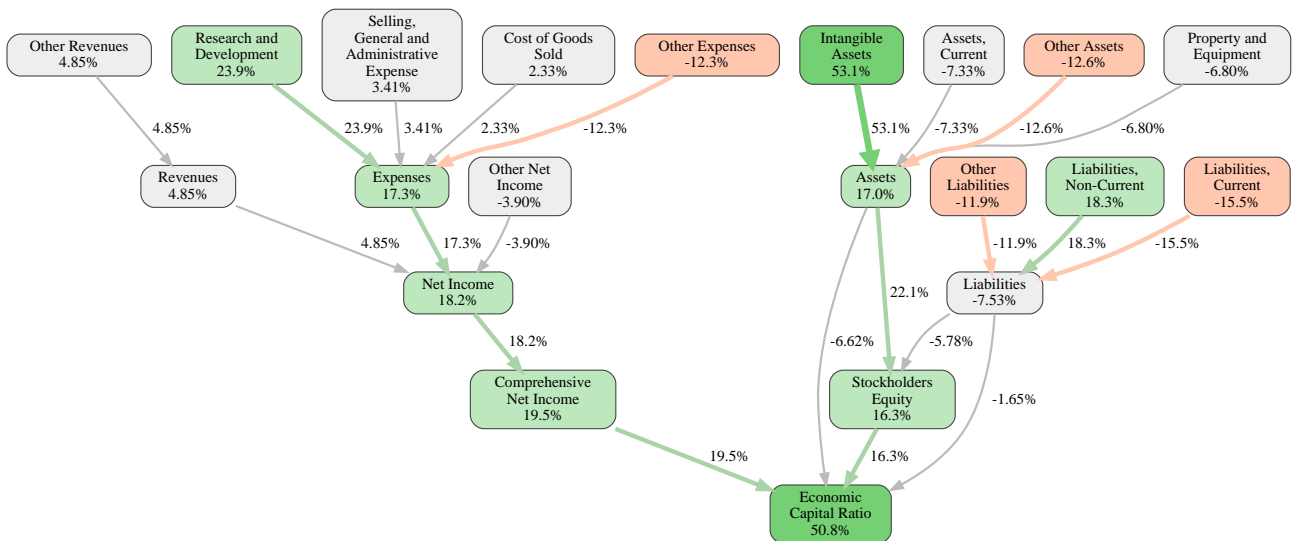 Other Revenues
4.85%
Research and
Development
23.9%
Selling,
General and
Administrative
Expense
3.41%
Cost of Goods
Sold
2.33%
Other Expenses
-12.3%
Intangible
Assets
53.1%
Assets,
Current
-7.33%
Other Assets
-12.6%
Property and
Equipment
-6.80%
4.85%
23.9%
3.41%
2.33%
-12.3%
53.1%
-7.33%
-12.6%
-6.80%
Revenues
4.85%
Expenses
17.3%
Other Net
Income
-3.90%
Assets
17.0%
Other
Liabilities
-11.9%
Liabilities,
Non-Current
18.3%
Liabilities,
Current
-15.5%
4.85%
17.3%
-3.90%
-11.9%
18.3%
-15.5%
Net Income
18.2%
22.1%
Liabilities
-7.53%
18.2%
-6.62%
-5.78%
Comprehensive
Net Income
19.5%
Stockholders
Equity
16.3%
-1.65%
19.5%
16.3%
Economic
Capital Ratio
50.8%